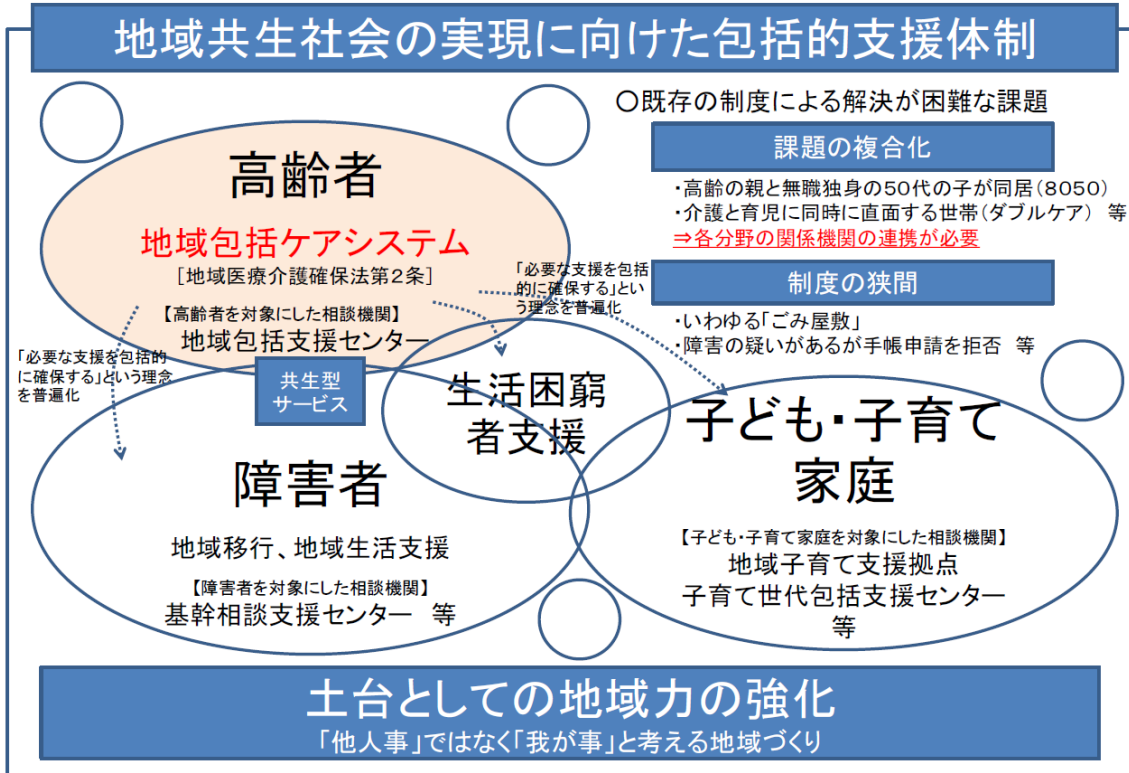 地域共生社会の実現に向けた包括的支援体制
〇既存の制度による解決が困難な課題
課題の複合化
・高齢の親と無職独身の50代の子が同居(8050)
・介護と育児に同時に直面する世帯(ダブルケア) 等
⇒各分野の関係機関の連携が必要
制度の狭間
・いわゆる「ごみ屋敷」
・障害の疑いがあるが手帳申請を拒否 等
高齢者
地域包括ケアシステム
[地域医療介護確保法第2条]
【高齢者を対象にした相談機関】
地域包括支援センター
「必要な支援を包括
的に確保する」とい
う理念を普遍化
「必要な支援を包括的
に確保する」という理念
を普遍化
共生型
サービス
生活困窮
者支援
障害者
地域移行、地域生活支援
【障害者を対象にした相談機関】
基幹相談支援センター 等
子ども・子育て
家庭
【子ども・子育て家庭を対象にした相談機関】
地域子育て支援拠点
子育て世代包括支援センター
等
土台としての地域力の強化
「他人事」ではなく「我が事」と考える地域づくり